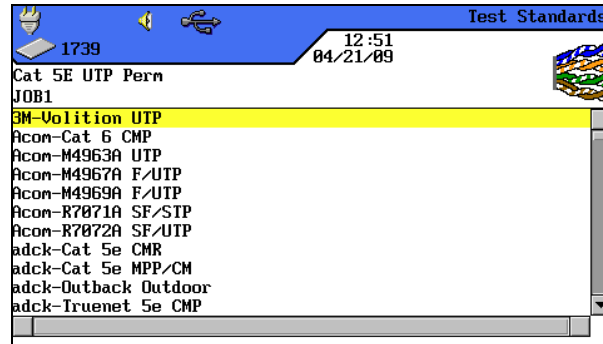 Test Standards
1739
12:51
04/21/09
Cat 5E UTP Perm
JOB1
3M-Volition UTP
Acom-Cat 6 CMP
Acom-M4963A UTP
Acom-M4967A F/UTP
Acom-M4969A F/UTP
Acom-R7071A SF/STP
Acom-R7072A SF/UTP
adck-Cat 5e CMR
adck-Cat 5e MPP/CM
adck-Outback Outdoor
adck-Truenet 5e CMP